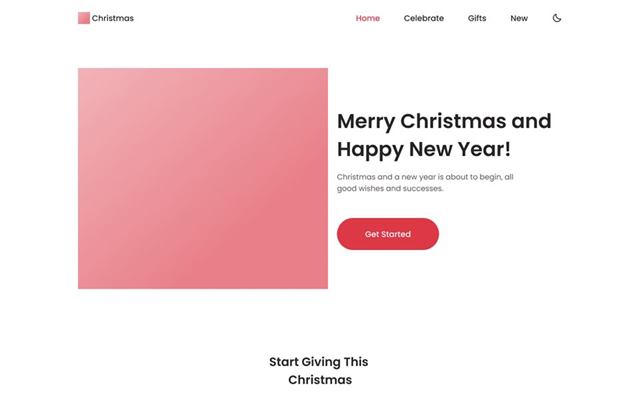 Christmas
Home
Celebrate
Gifts
New
Merry Christmas and
Happy New Year!
Christmas and a new year is about to begin, all
good wishes and successes.
Get Started
Start Giving This
Christmas